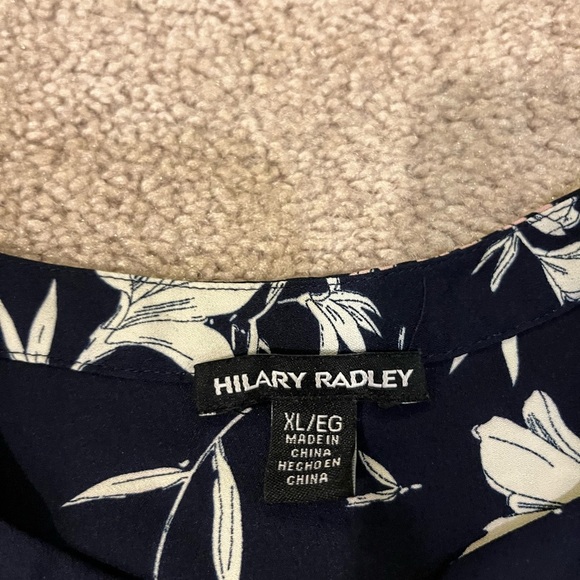 HILARY RADLEY
XL/EG
MADE IN
CHINA
HECHO EN
CHINA